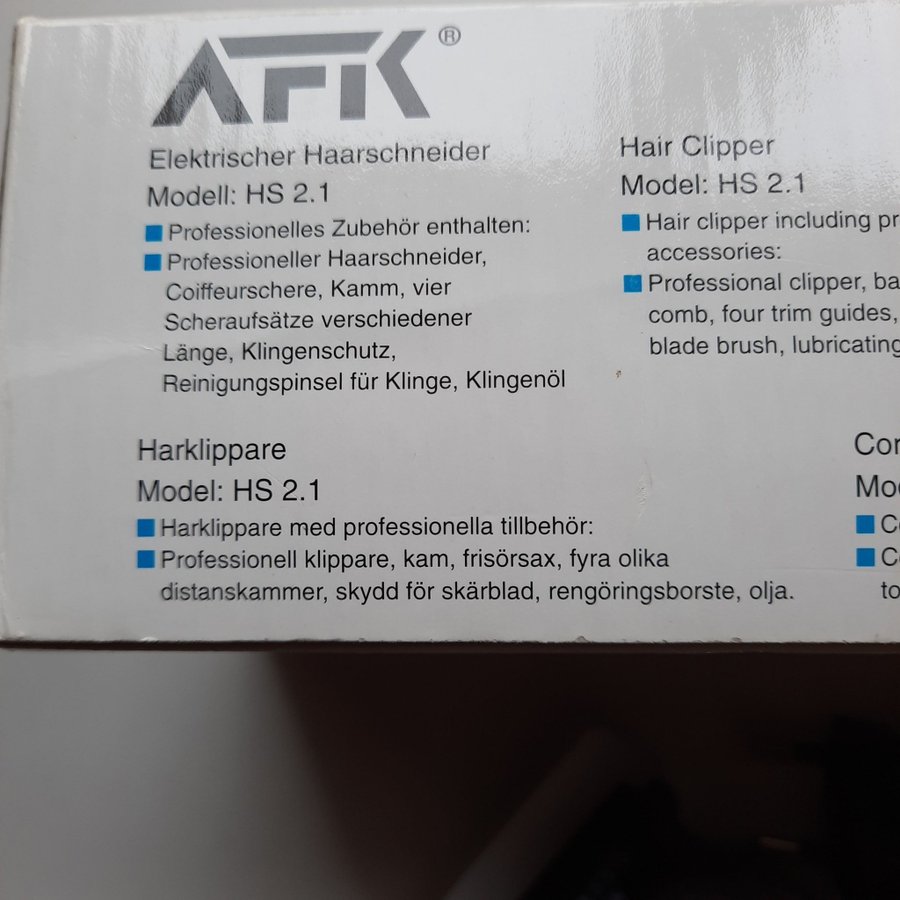 AFK®
Elektrischer Haarschneider
Modell: HS 2.1
Professionelles Zubehör enthalten:
Professioneller Haarschneider,
Coiffeurschere, Kamm, vier
Scheraufsätze verschiedener
Länge, Klingenschutz,
Reinigungspinsel für Klinge, Klingenöl
Hair Clipper
Model: HS 2.1
Hair clipper including
accessories:
Professional clipper,
comb, four trim guides,
blade brush, lubricating
Harklippare
Model: HS 2.1
Harklippare med professionella tillbehör:
Professionell klippare, kam, frisörsax, fyra olika
distanskammer, skydd för skärblad, rengöringsborste, olja.